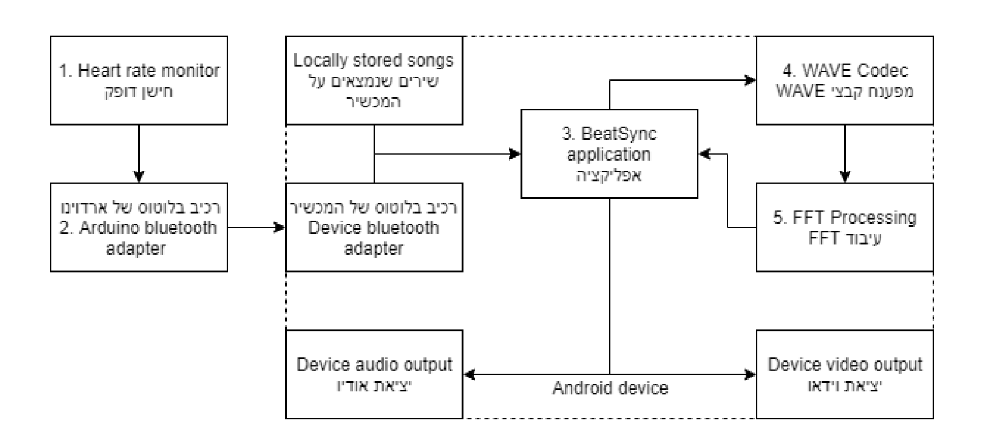 1. Heart rate monitor
חישן דופק
Locally stored songs
שירים שנמצאים על
המכשיר
4. WAVE Codec
מפענח קבצי WAVE
3. BeatSync
application
אפליקציה
רכיב בלוטוס של ארדוינו
2. Arduino bluetooth
adapter
רכיב בלוטוס של המכשיר
Device bluetooth
adapter
5. FFT Processing
עיבוד FFT
Device audio output
יציאת אודיו
Android device
Device video output
יציאת וידאו